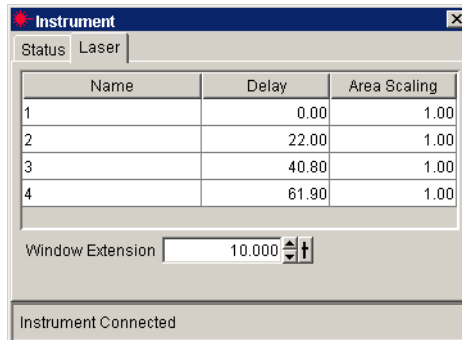 Instrument
Status Laser
Name Delay Area Scaling
1 0.00 1.00
2 22.00 1.00
3 40.80 1.00
4 61.90 1.00
Window Extension 10.000
Instrument Connected